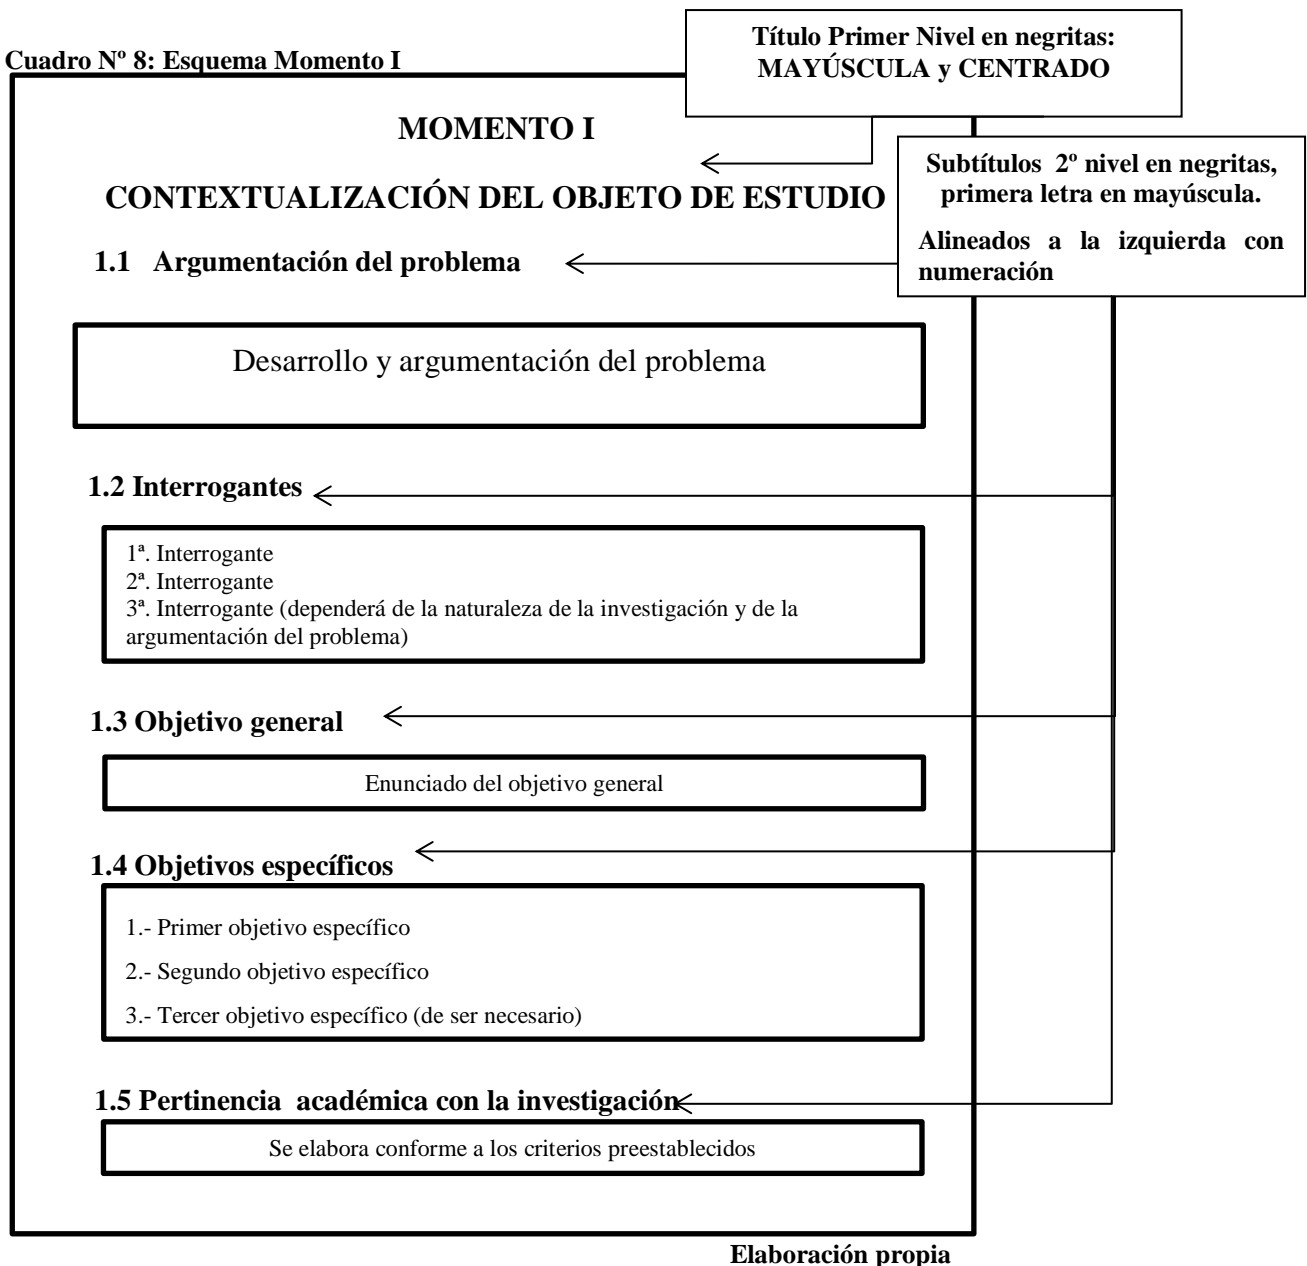 Título Primer Nivel en negritas:
MAYÚSCULA y CENTRADO
Cuadro Nº 8: Esquema Momento I
MOMENTO I
CONTEXTUALIZACIÓN DEL OBJETO DE ESTUDIO
Subtítulos 2º nivel en negritas,
primera letra en mayúscula.
Alineados a la izquierda con
numeración
1.1 Argumentación del problema
Desarrollo y argumentación del problema
1.2 Interrogantes
1ª. Interrogante
2ª. Interrogante
3ª. Interrogante (dependerá de la naturaleza de la investigación y de la
argumentación del problema)
1.3 Objetivo general
Enunciado del objetivo general
1.4 Objetivos específicos
1.- Primer objetivo específico
2.- Segundo objetivo específico
3.- Tercer objetivo específico (de ser necesario)
1.5 Pertinencia académica con la investigación
Se elabora conforme a los criterios preestablecidos
Elaboración propia